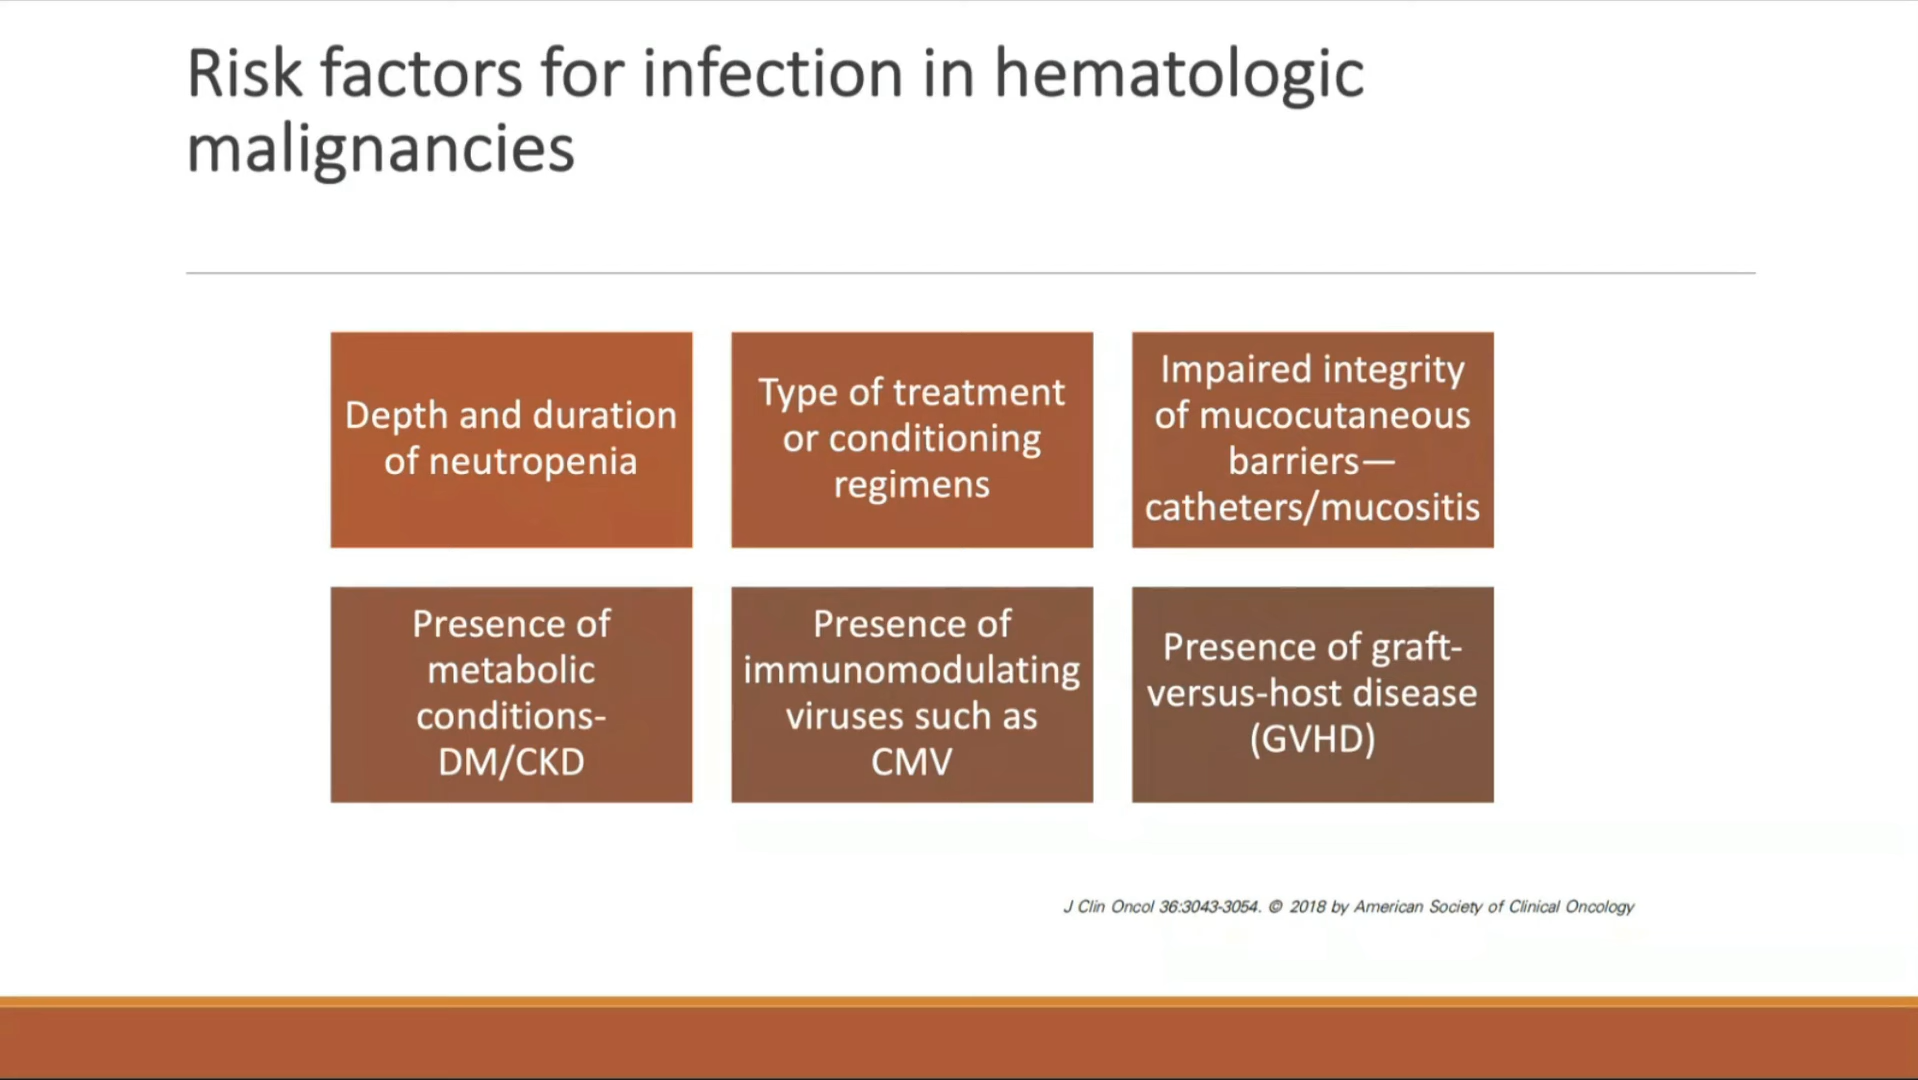 Risk factors for infection in hematologic
malignancies
Depth and duration
of neutropenia
Type of treatment
or conditioning
regimens
Impaired integrity
of mucocutaneous
barriers—
catheters/mucositis
Presence of
metabolic
conditions-
DM/CKD
Presence of
immunomodulating
viruses such as
CMV
Presence of graft-
versus-host disease
(GVHD)
J Clin Oncol 36:3043-3054. © 2018 by American Society of Clinical Oncology